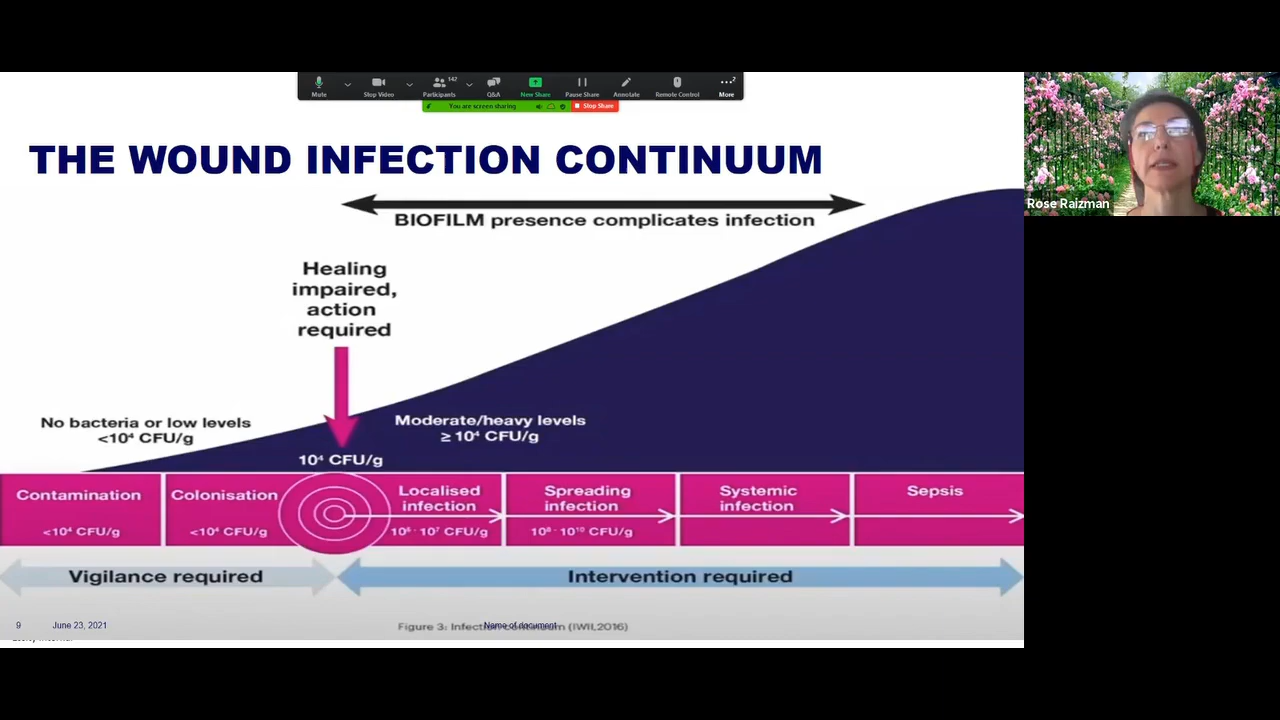 Mute
Stop Video
Participants
142
Q&A
New Share
Pause Share
Annotate
Remote Control
More
2
You are screen sharing
Stop Share
THE WOUND INFECTION CONTINUUM
Rose Raizman
BIOFILM presence complicates infection
Healing
impaired,
action
required
No bacteria or low levels
<10⁴ CFU/g
Moderate/heavy levels
≥ 10⁴ CFU/g
10⁴ CFU/g
Contamination
<10⁴ CFU/g
Colonisation
<10⁴ CFU/g
Localised
infection
10⁵ - 10⁷ CFU/g
Spreading
infection
10⁸ - 10¹⁰ CFU/g
Systemic
infection
Sepsis
Vigilance required
Intervention required
9
June 23, 2021
Name of document
Figure 3: Infection continuum (IWII,2016)